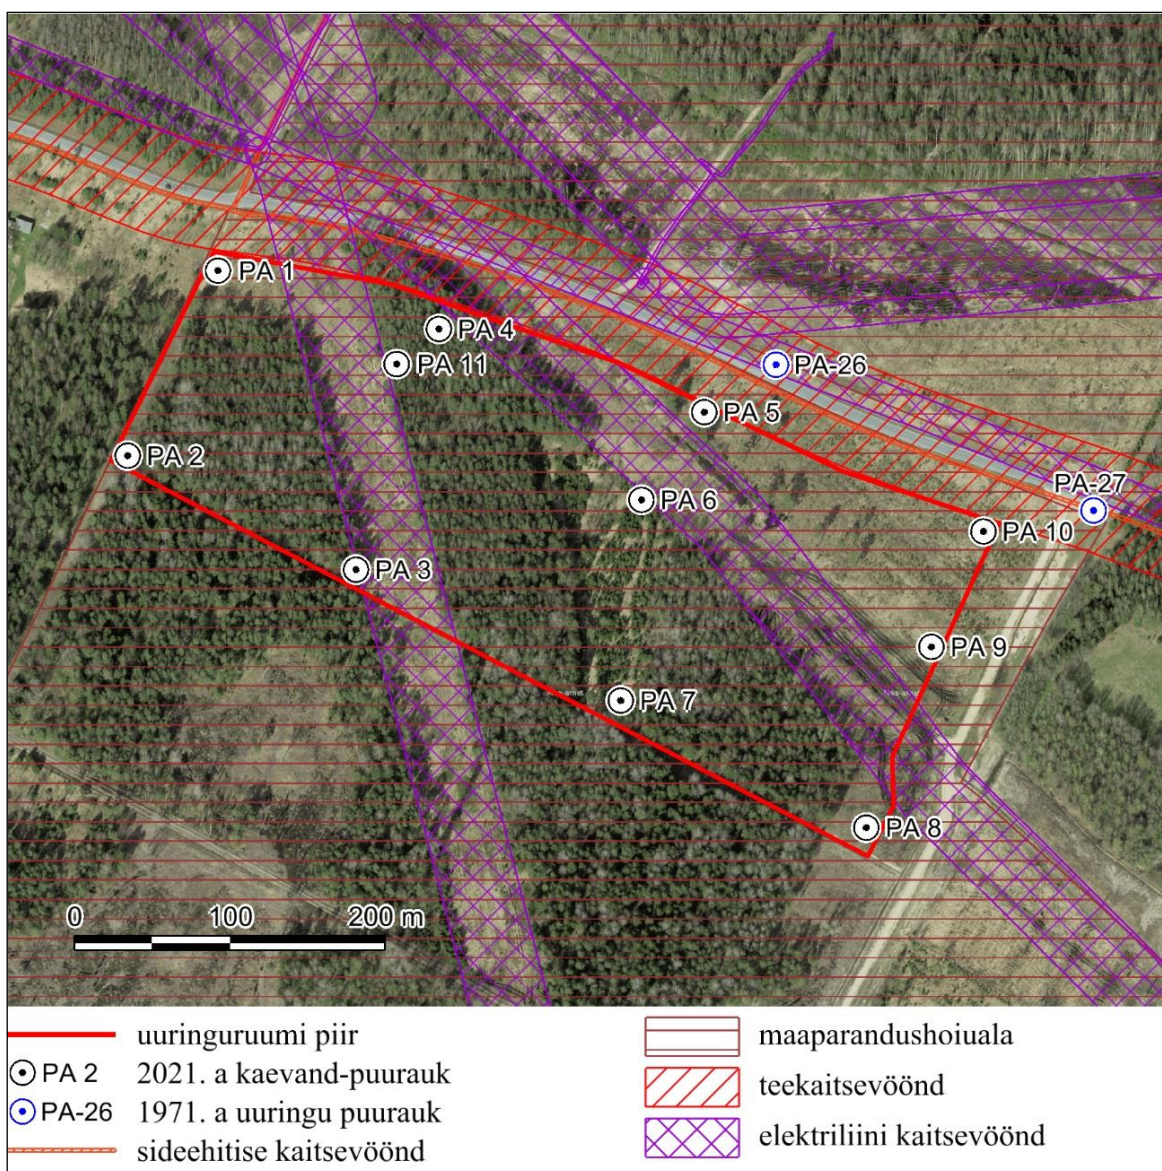 PA 1
PA 4
PA 11
PA-26
PA 5
PA 2
PA-27
PA 6
PA 10
PA 3
PA 9
PA 7
PA 8
0 100 200 m
uuringuruumi piir
PA 2 2021. a kaevand-puurauk
PA-26 1971. a uuringu puurauk
sideehitise kaitsevöönd
maaparandushoiuala
teekaitsevöönd
elektriliini kaitsevöönd